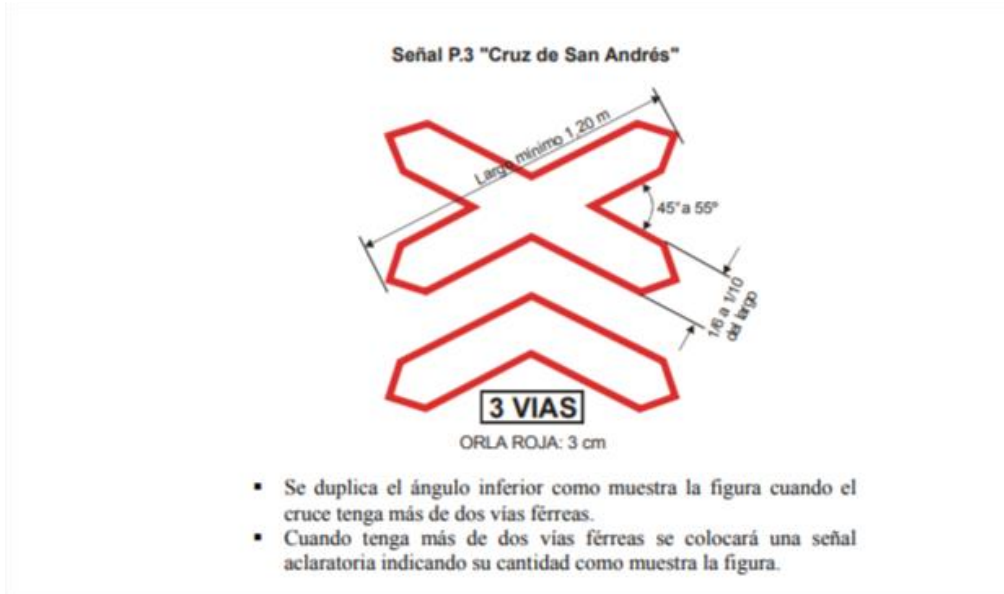 Señal P.3 "Cruz de San Andrés"
Largo mínimo 1,20 m
45° a 55º
1/6 a 1/10
del largo
3 VIAS
ORLA ROJA: 3 cm
▪ Se duplica el ángulo inferior como muestra la figura cuando el
cruce tenga más de dos vías férreas.
▪ Cuando tenga más de dos vías férreas se colocará una señal
aclaratoria indicando su cantidad como muestra la figura.